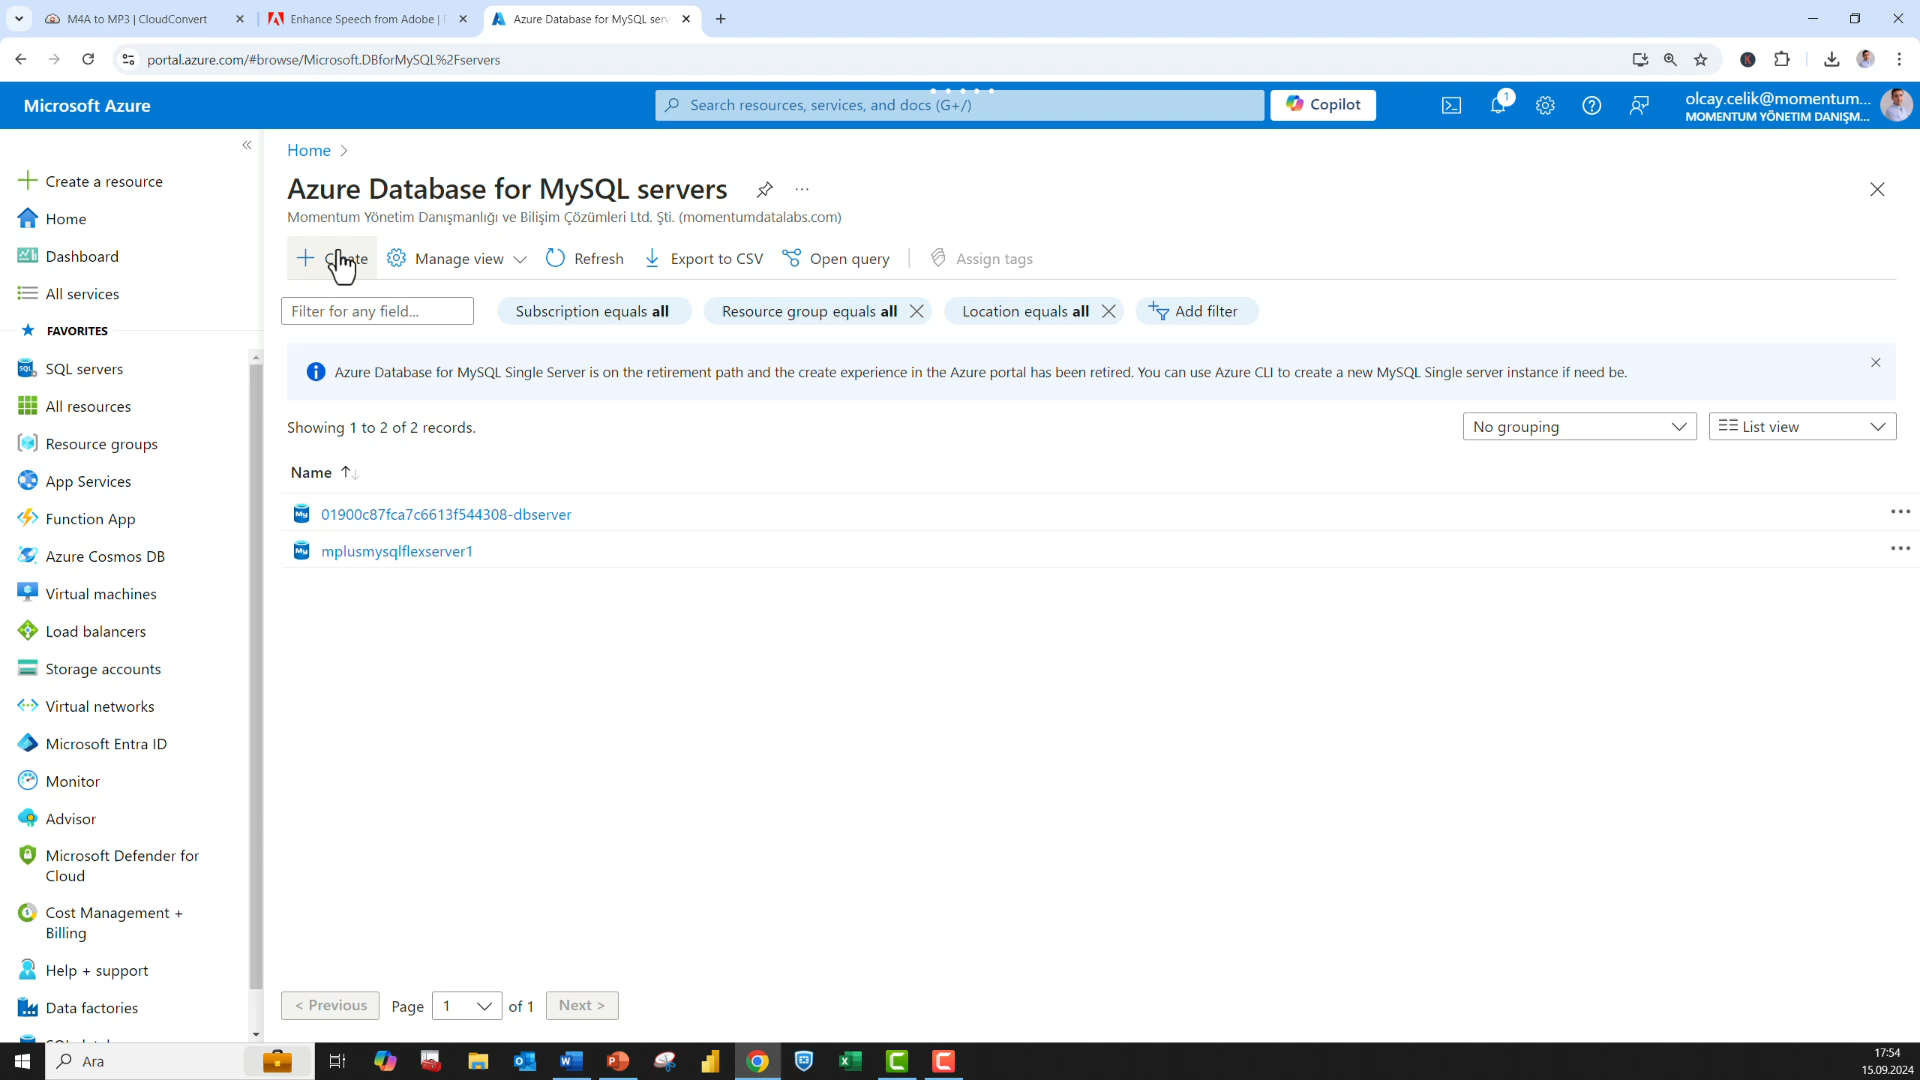 M4A to MP3 | CloudConvert
Enhance Speech from Adobe |
Azure Database for MySQL serv
portal.azure.com/#browse/Microsoft.DBforMySQL%2Fservers
K
Microsoft Azure
Search resources, services, and docs (G+/)
Copilot
1
olcay.celik@momentum...
MOMENTUM YÖNETIM DANIŞM...
Create a resource
Home
Dashboard
All services
FAVORITES
SQL servers
All resources
Resource groups
App Services
Function App
Azure Cosmos DB
Virtual machines
Load balancers
Storage accounts
Virtual networks
Microsoft Entra ID
Monitor
Advisor
Microsoft Defender for
Cloud
Cost Management +
Billing
Help + support
Data factories
Home
Azure Database for MySQL servers
Momentum Yönetim Danışmanlığı ve Bilişim Çözümleri Ltd. Şti. (momentumdatalabs.com)
Create
Manage view
Refresh
Export to CSV
Open query
Assign tags
Filter for any field...
Subscription equals all
Resource group equals all
Location equals all
Add filter
Azure Database for MySQL Single Server is on the retirement path and the create experience in the Azure portal has been retired. You can use Azure CLI to create a new MySQL Single server instance if need be.
Showing 1 to 2 of 2 records.
No grouping
List view
Name
01900c87fca7c6613f544308-dbserver
mplusmysqlflexserver1
< Previous
Page
1
of 1
Next >
Ara
17:54
15.09.2024